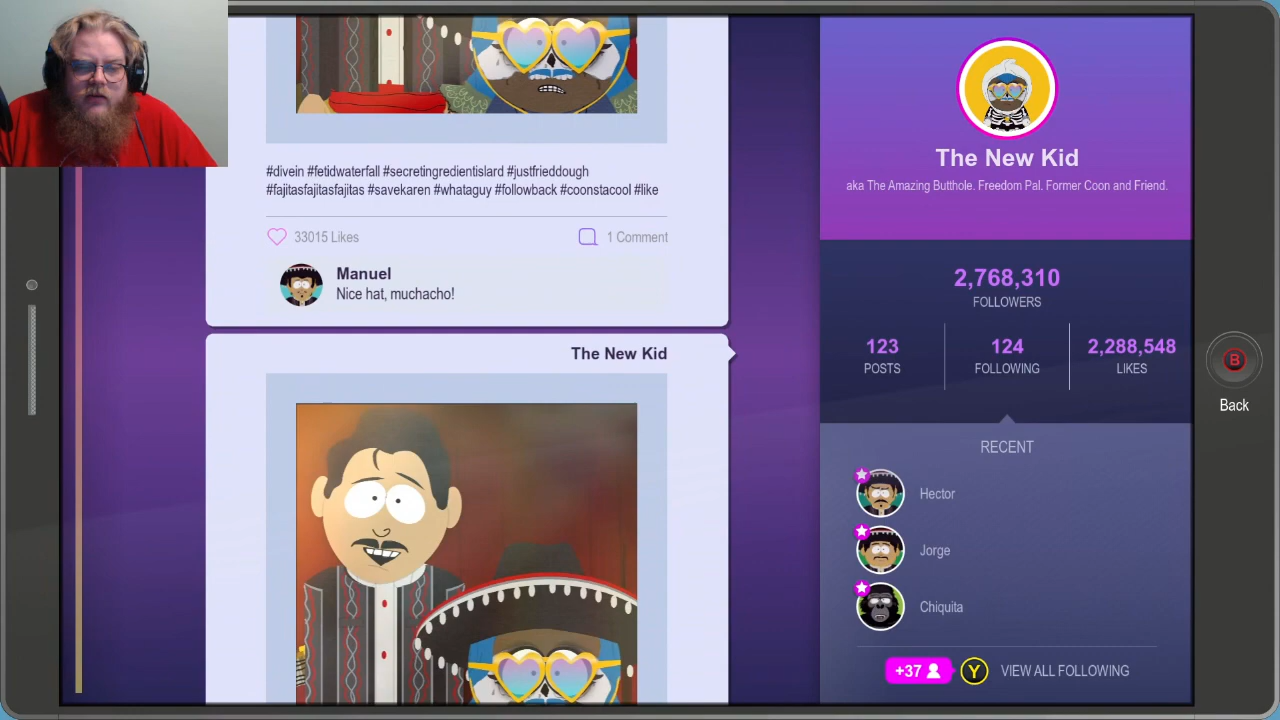 #divein #fetidwaterfall #secretingredientislard #justfrieddough
#fajitasfajitasfajitas #savekaren #whataguy #followback #coonstacool #like
33015 Likes
1 Comment
Manuel
Nice hat, muchacho!
The New Kid
The New Kid
aka The Amazing Butthole. Freedom Pal. Former Coon and Friend.
2,768,310
FOLLOWERS
123
POSTS
124
FOLLOWING
2,288,548
LIKES
RECENT
Hector
Jorge
Chiquita
+37
Y
VIEW ALL FOLLOWING
B
Back